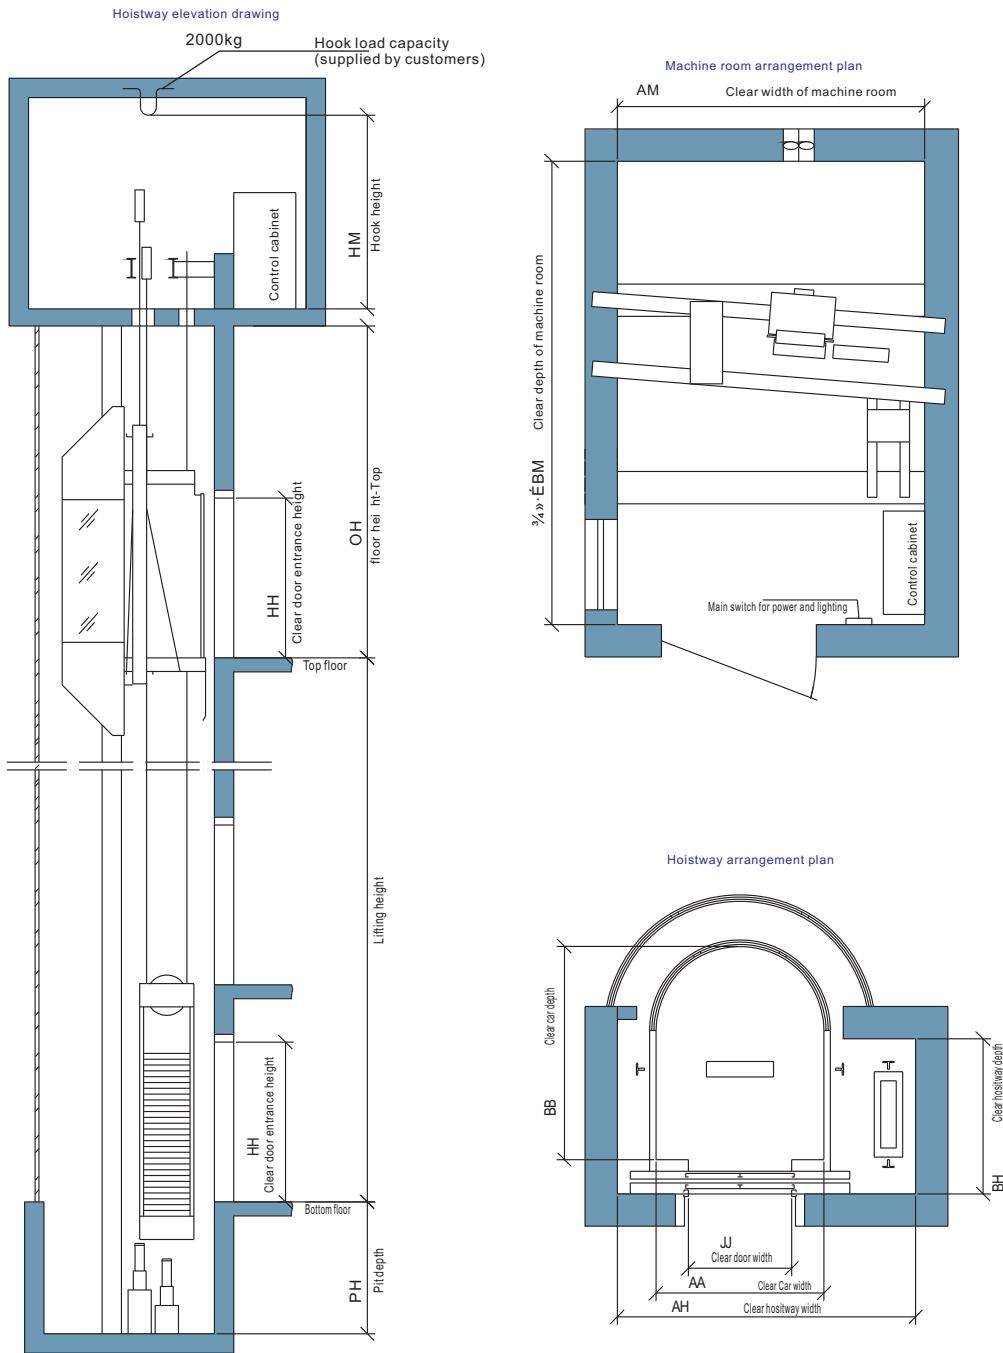 Hoistway elevation drawing
2000kg
Hook load capacity
(supplied by customers)
HM
Hook height
Control cabinet
OH
floor hei ht-Top
HH
Clear door entrance height
Top floor
Lifting height
HH
Clear door entrance height
Bottom floor
PH
Pit depth
Machine room arrangement plan
AM
Clear width of machine room
Clear depth of machine room
¾»·ÉBM
Control cabinet
Main switch for power and lighting
Hoistway arrangement plan
Clear car depth
BB
Clear hositway depth
BH
JJ
Clear door width
AA
Clear Car width
AH
Clear hositway width